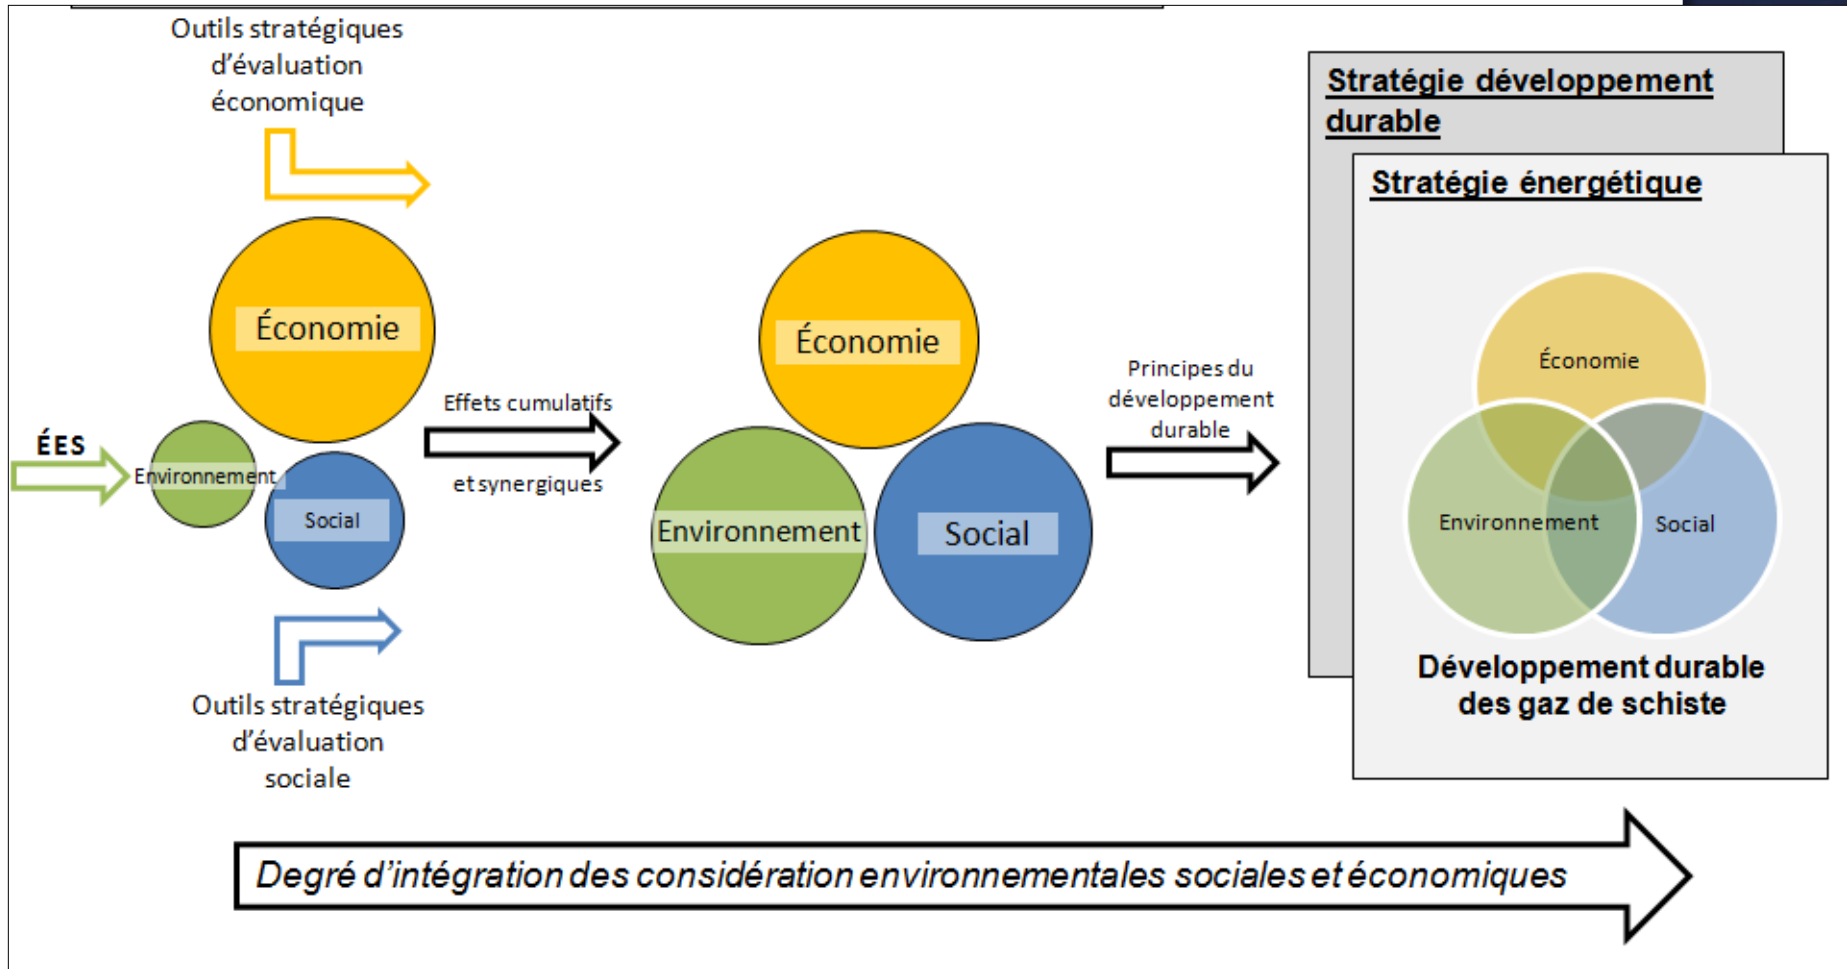 Outils stratégiques
d'évaluation
économique
Économie
ÉES
Environnement
Social
Outils stratégiques
d'évaluation
sociale
Effets cumulatifs
et synergiques
Économie
Environnement
Social
Principes du
développement
durable
Stratégie développement
durable
Stratégie énergétique
Économie
Environnement
Social
Développement durable
des gaz de schiste
Degré d'intégration des considération environnementales sociales et économiques